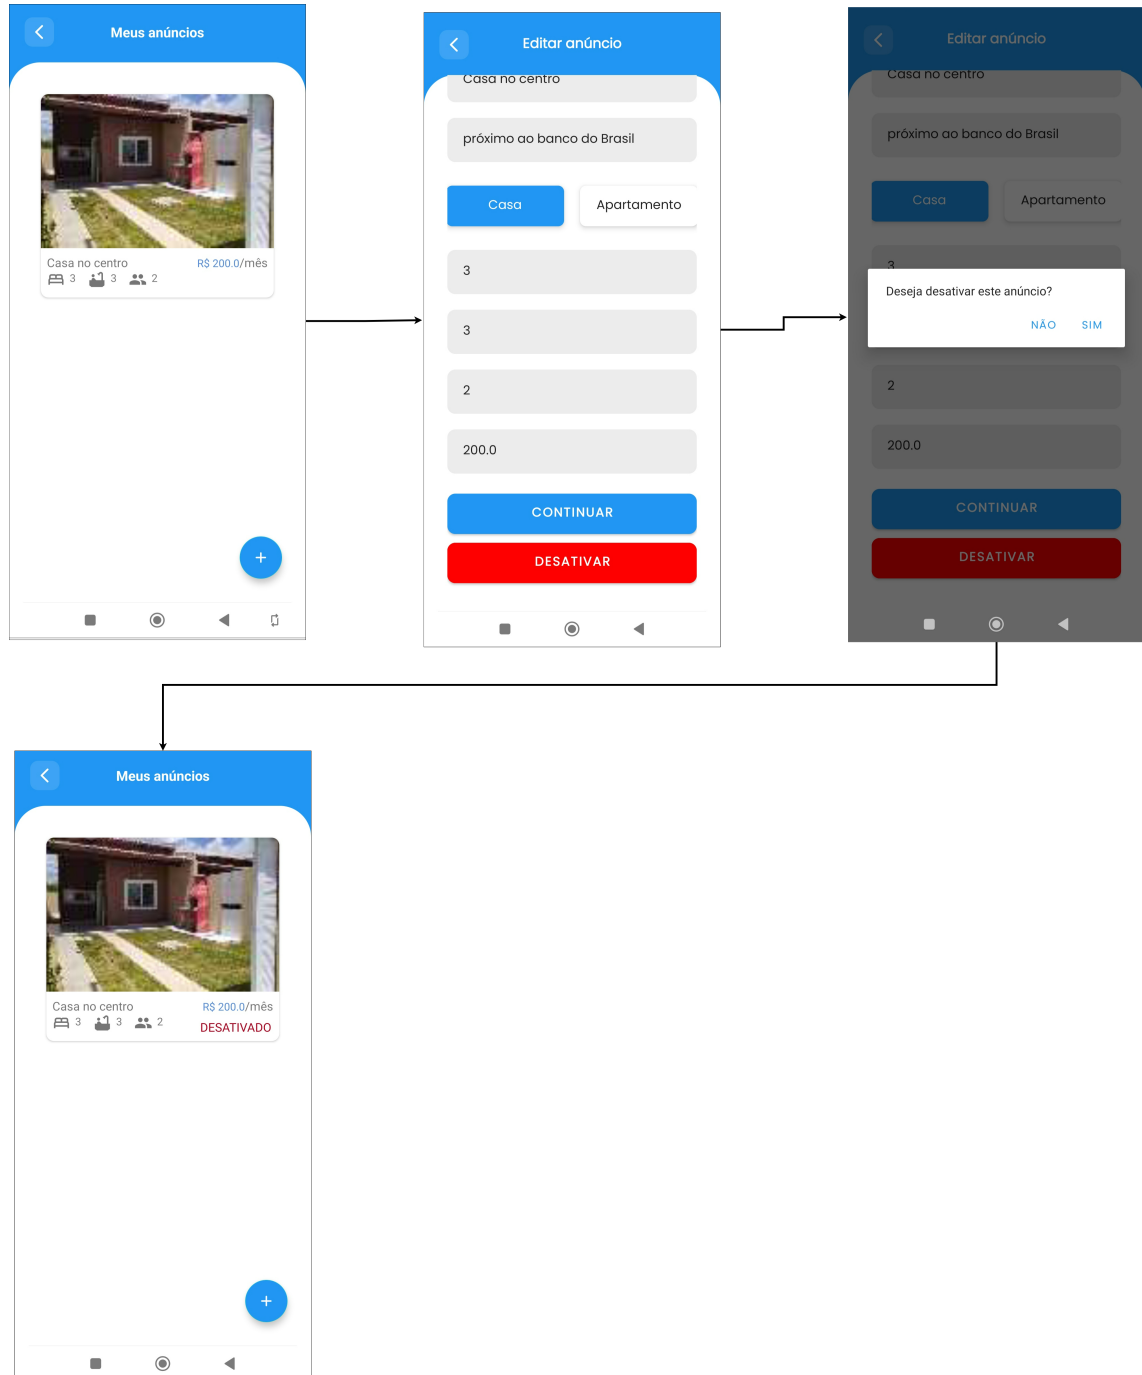 Meus anúncios
Casa no centro R$ 200.0/mês
3 3 2
+
Editar anúncio
Casa no centro
próximo ao banco do Brasil
Casa Apartamento
3
3
2
200.0
CONTINUAR
DESATIVAR
Editar anúncio
Casa no centro
próximo ao banco do Brasil
Casa Apartamento
3
Deseja desativar este anúncio?
NÃO SIM
2
200.0
CONTINUAR
DESATIVAR
Meus anúncios
Casa no centro R$ 200.0/mês
3 3 2 DESATIVADO
+